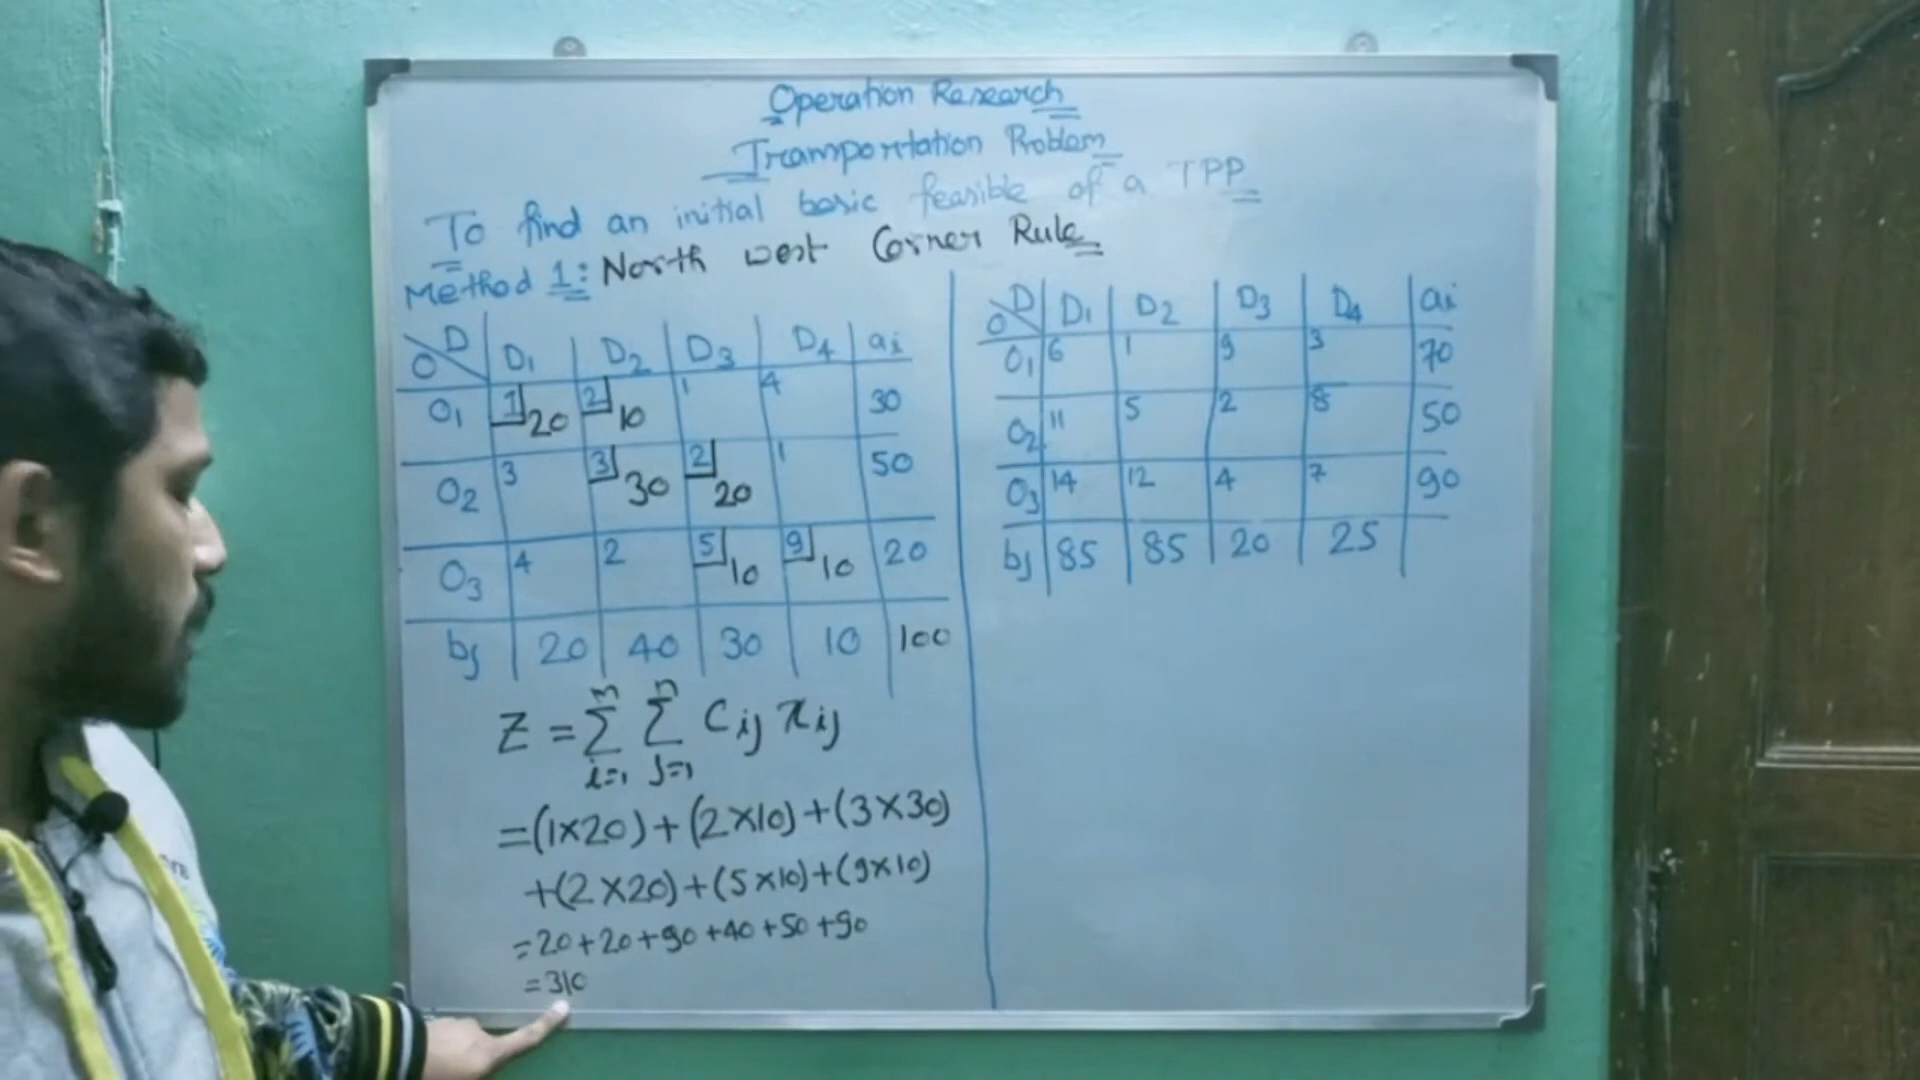 Operation Research
Transportation Problem
To find an initial basic feasible of a TPP
Method 1: North west Corner Rule
O D D1 D2 D3 D4 ai
O1 1 20 2 10 1 4 30
O2 3 3 30 2 20 1 50
O3 4 2 5 10 9 10 20
bj 20 40 30 10 100
Z = m∑i=1 n∑j=1 Cij xij
=(1×20)+(2×10)+(3×30)
+(2×20)+(5×10)+(9×10)
=20+20+90+40+50+90
=310
O D D1 D2 D3 D4 ai
O1 6 1 9 3 70
O2 11 5 2 8 50
O3 14 12 4 7 90
bj 85 85 20 25